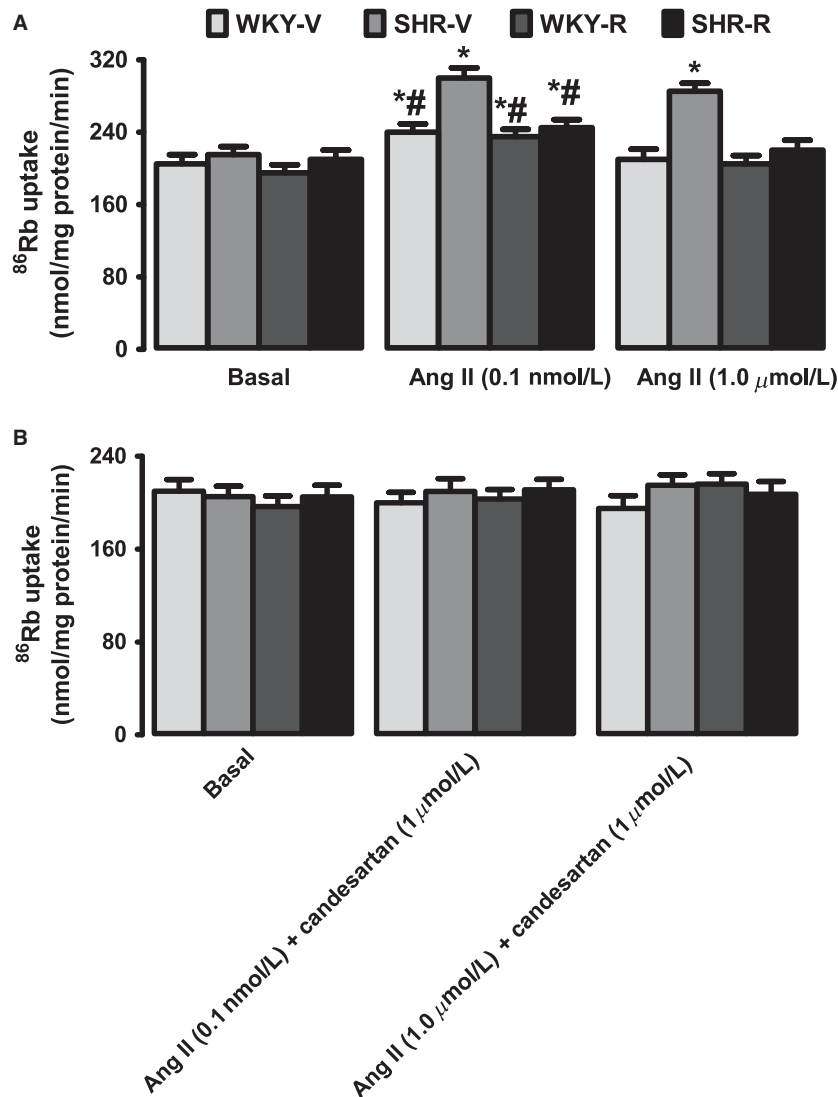 A
WKY-V SHR-V WKY-R SHR-R
⁸⁶Rb uptake
(nmol/mg protein/min)
320
240
160
80
0
*# * *# *# *
Basal Ang II (0.1 nmol/L) Ang II (1.0 μmol/L)
B
⁸⁶Rb uptake
(nmol/mg protein/min)
240
160
80
0
Basal
Ang II (0.1 nmol/L) + candesartan (1 μmol/L)
Ang II (1.0 μmol/L) + candesartan (1 μmol/L)